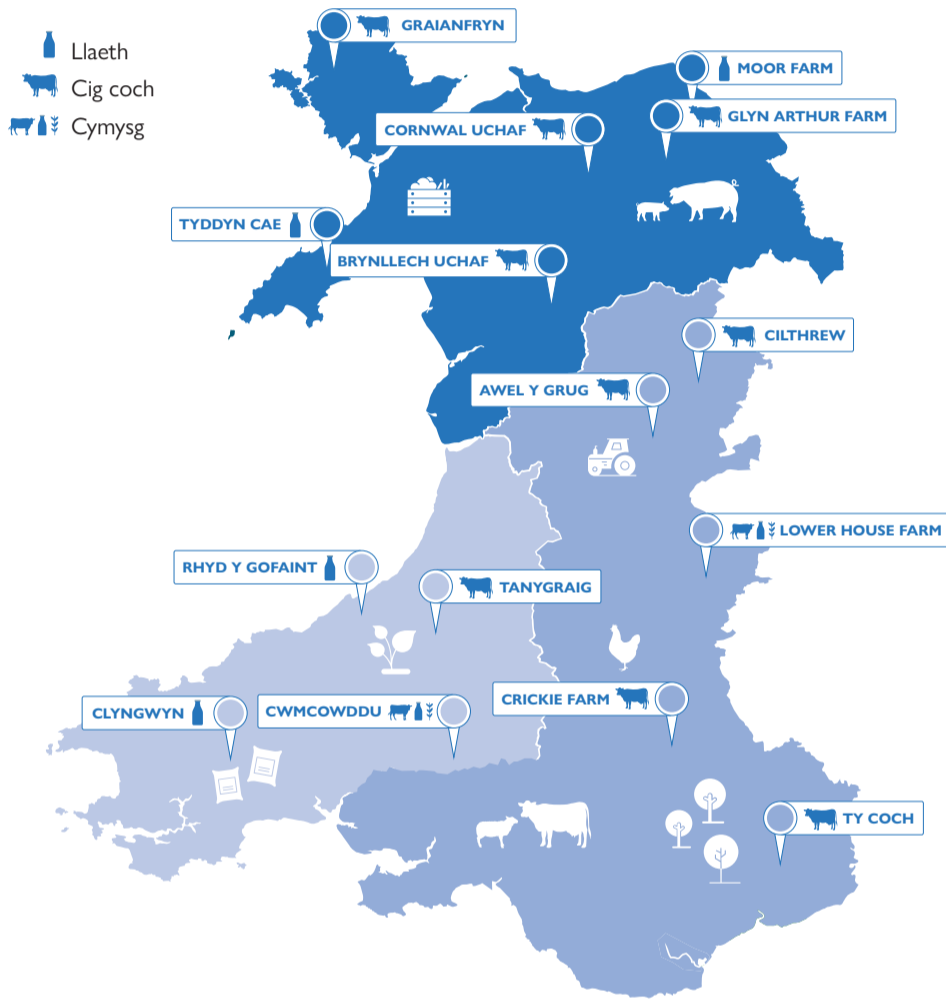 Llaeth
Cig coch
Cymysg
GRAIANFRYN
MOOR FARM
GLYN ARTHUR FARM
CORNWAL UCHAF
TYDDYN CAE
BRYNLLECH UCHAF
CILTHREW
AWEL Y GRUG
LOWER HOUSE FARM
RHYD Y GOFAINT
TANYGRAIG
CRICKIE FARM
CLYNGWYN
CWMCOWDDU
TY COCH